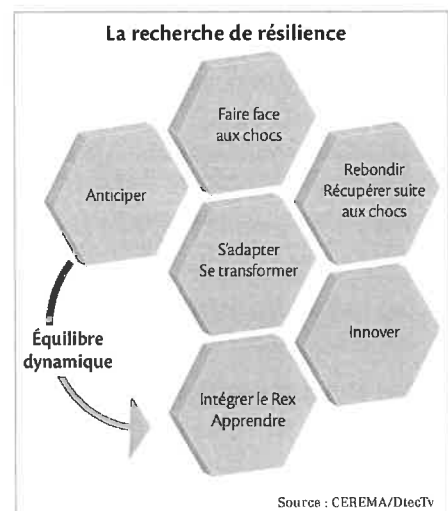 La recherche de résilience
Faire face
aux chocs
Anticiper
Rebondir
Récupérer suite
aux chocs
S'adapter
Se transformer
Équilibre
dynamique
Innover
Intégrer le Rex
Apprendre
Source : CEREMA/DtecTv